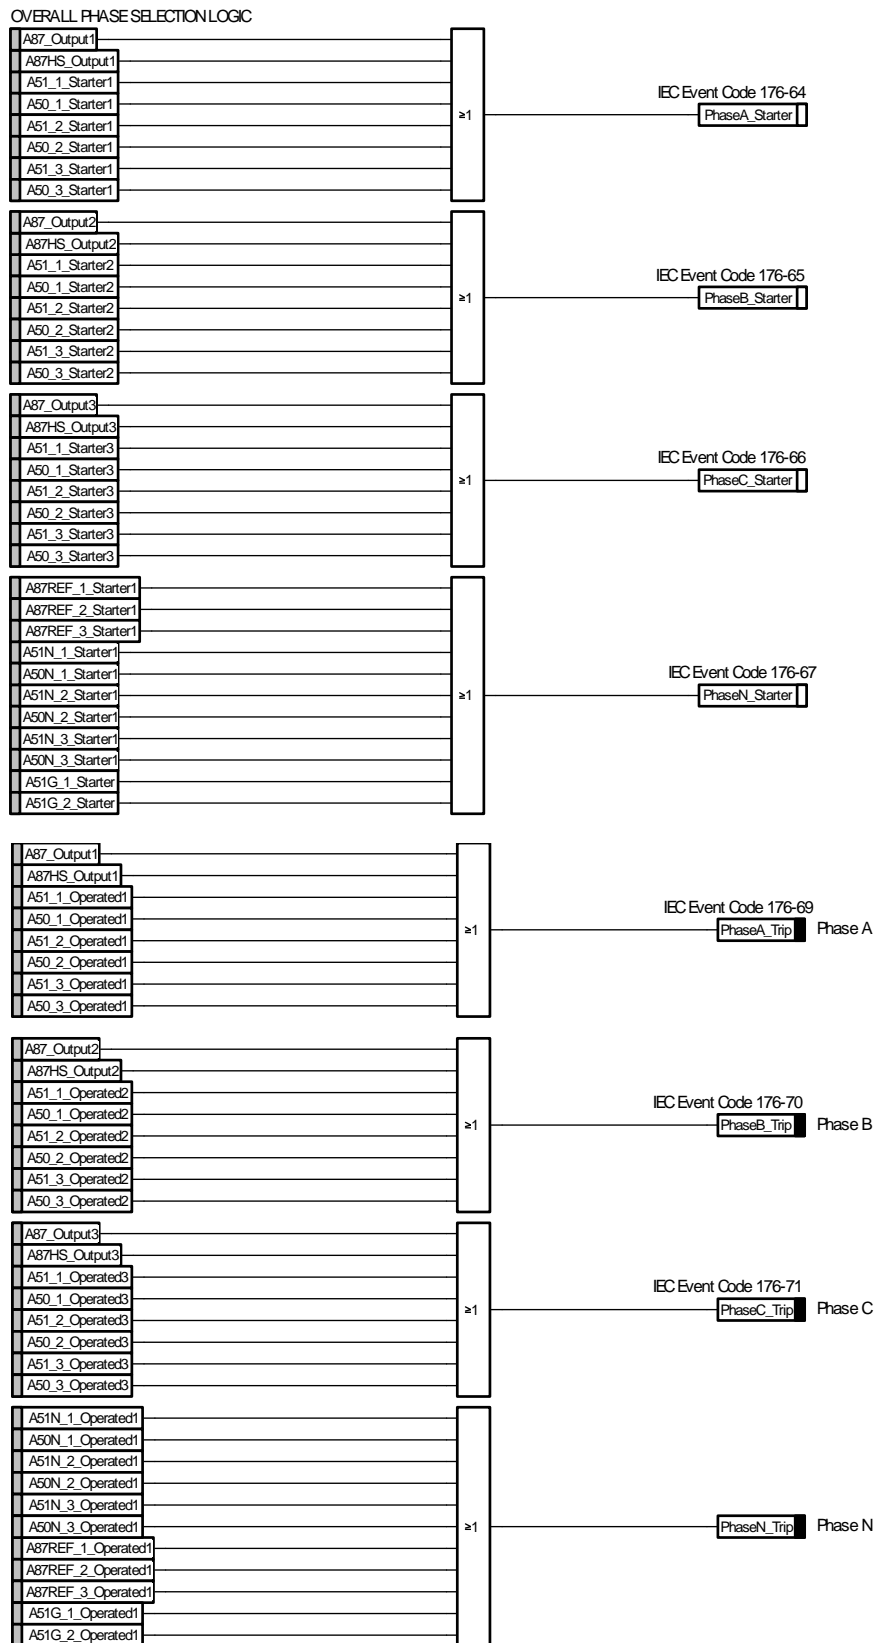 OVERALL PHASE SELECTION LOGIC
A87_Output1
A87HS_Output1
A51_1_Starter1
A50_1_Starter1
A51_2_Starter1
A50_2_Starter1
A51_3_Starter1
A50_3_Starter1
≥1
IEC Event Code 176-64
PhaseA_Starter
A87_Output2
A87HS_Output2
A51_1_Starter2
A50_1_Starter2
A51_2_Starter2
A50_2_Starter2
A51_3_Starter2
A50_3_Starter2
≥1
IEC Event Code 176-65
PhaseB_Starter
A87_Output3
A87HS_Output3
A51_1_Starter3
A50_1_Starter3
A51_2_Starter3
A50_2_Starter3
A51_3_Starter3
A50_3_Starter3
≥1
IEC Event Code 176-66
PhaseC_Starter
A87REF_1_Starter1
A87REF_2_Starter1
A87REF_3_Starter1
A51N_1_Starter1
A50N_1_Starter1
A51N_2_Starter1
A50N_2_Starter1
A51N_3_Starter1
A50N_3_Starter1
A51G_1_Starter
A51G_2_Starter
≥1
IEC Event Code 176-67
PhaseN_Starter
A87_Output1
A87HS_Output1
A51_1_Operated1
A50_1_Operated1
A51_2_Operated1
A50_2_Operated1
A51_3_Operated1
A50_3_Operated1
≥1
IEC Event Code 176-69
PhaseA_Trip Phase A
A87_Output2
A87HS_Output2
A51_1_Operated2
A50_1_Operated2
A51_2_Operated2
A50_2_Operated2
A51_3_Operated2
A50_3_Operated2
≥1
IEC Event Code 176-70
PhaseB_Trip Phase B
A87_Output3
A87HS_Output3
A51_1_Operated3
A50_1_Operated3
A51_2_Operated3
A50_2_Operated3
A51_3_Operated3
A50_3_Operated3
≥1
IEC Event Code 176-71
PhaseC_Trip Phase C
A51N_1_Operated1
A50N_1_Operated1
A51N_2_Operated1
A50N_2_Operated1
A51N_3_Operated1
A50N_3_Operated1
A87REF_1_Operated1
A87REF_2_Operated1
A87REF_3_Operated1
A51G_1_Operated1
A51G_2_Operated1
≥1
PhaseN_Trip Phase N